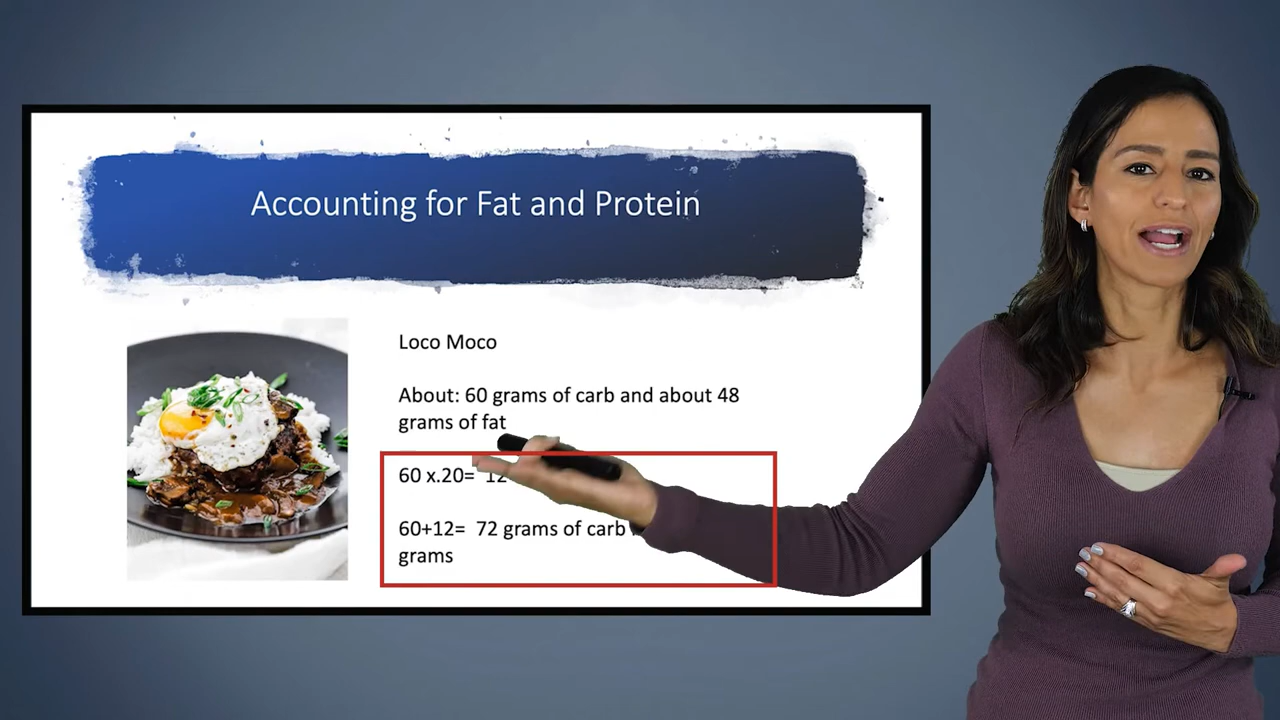 Accounting for Fat and Protein
Loco Moco
About: 60 grams of carb and about 48
grams of fat
60 x.20= 12
60+12= 72 grams of carb
grams